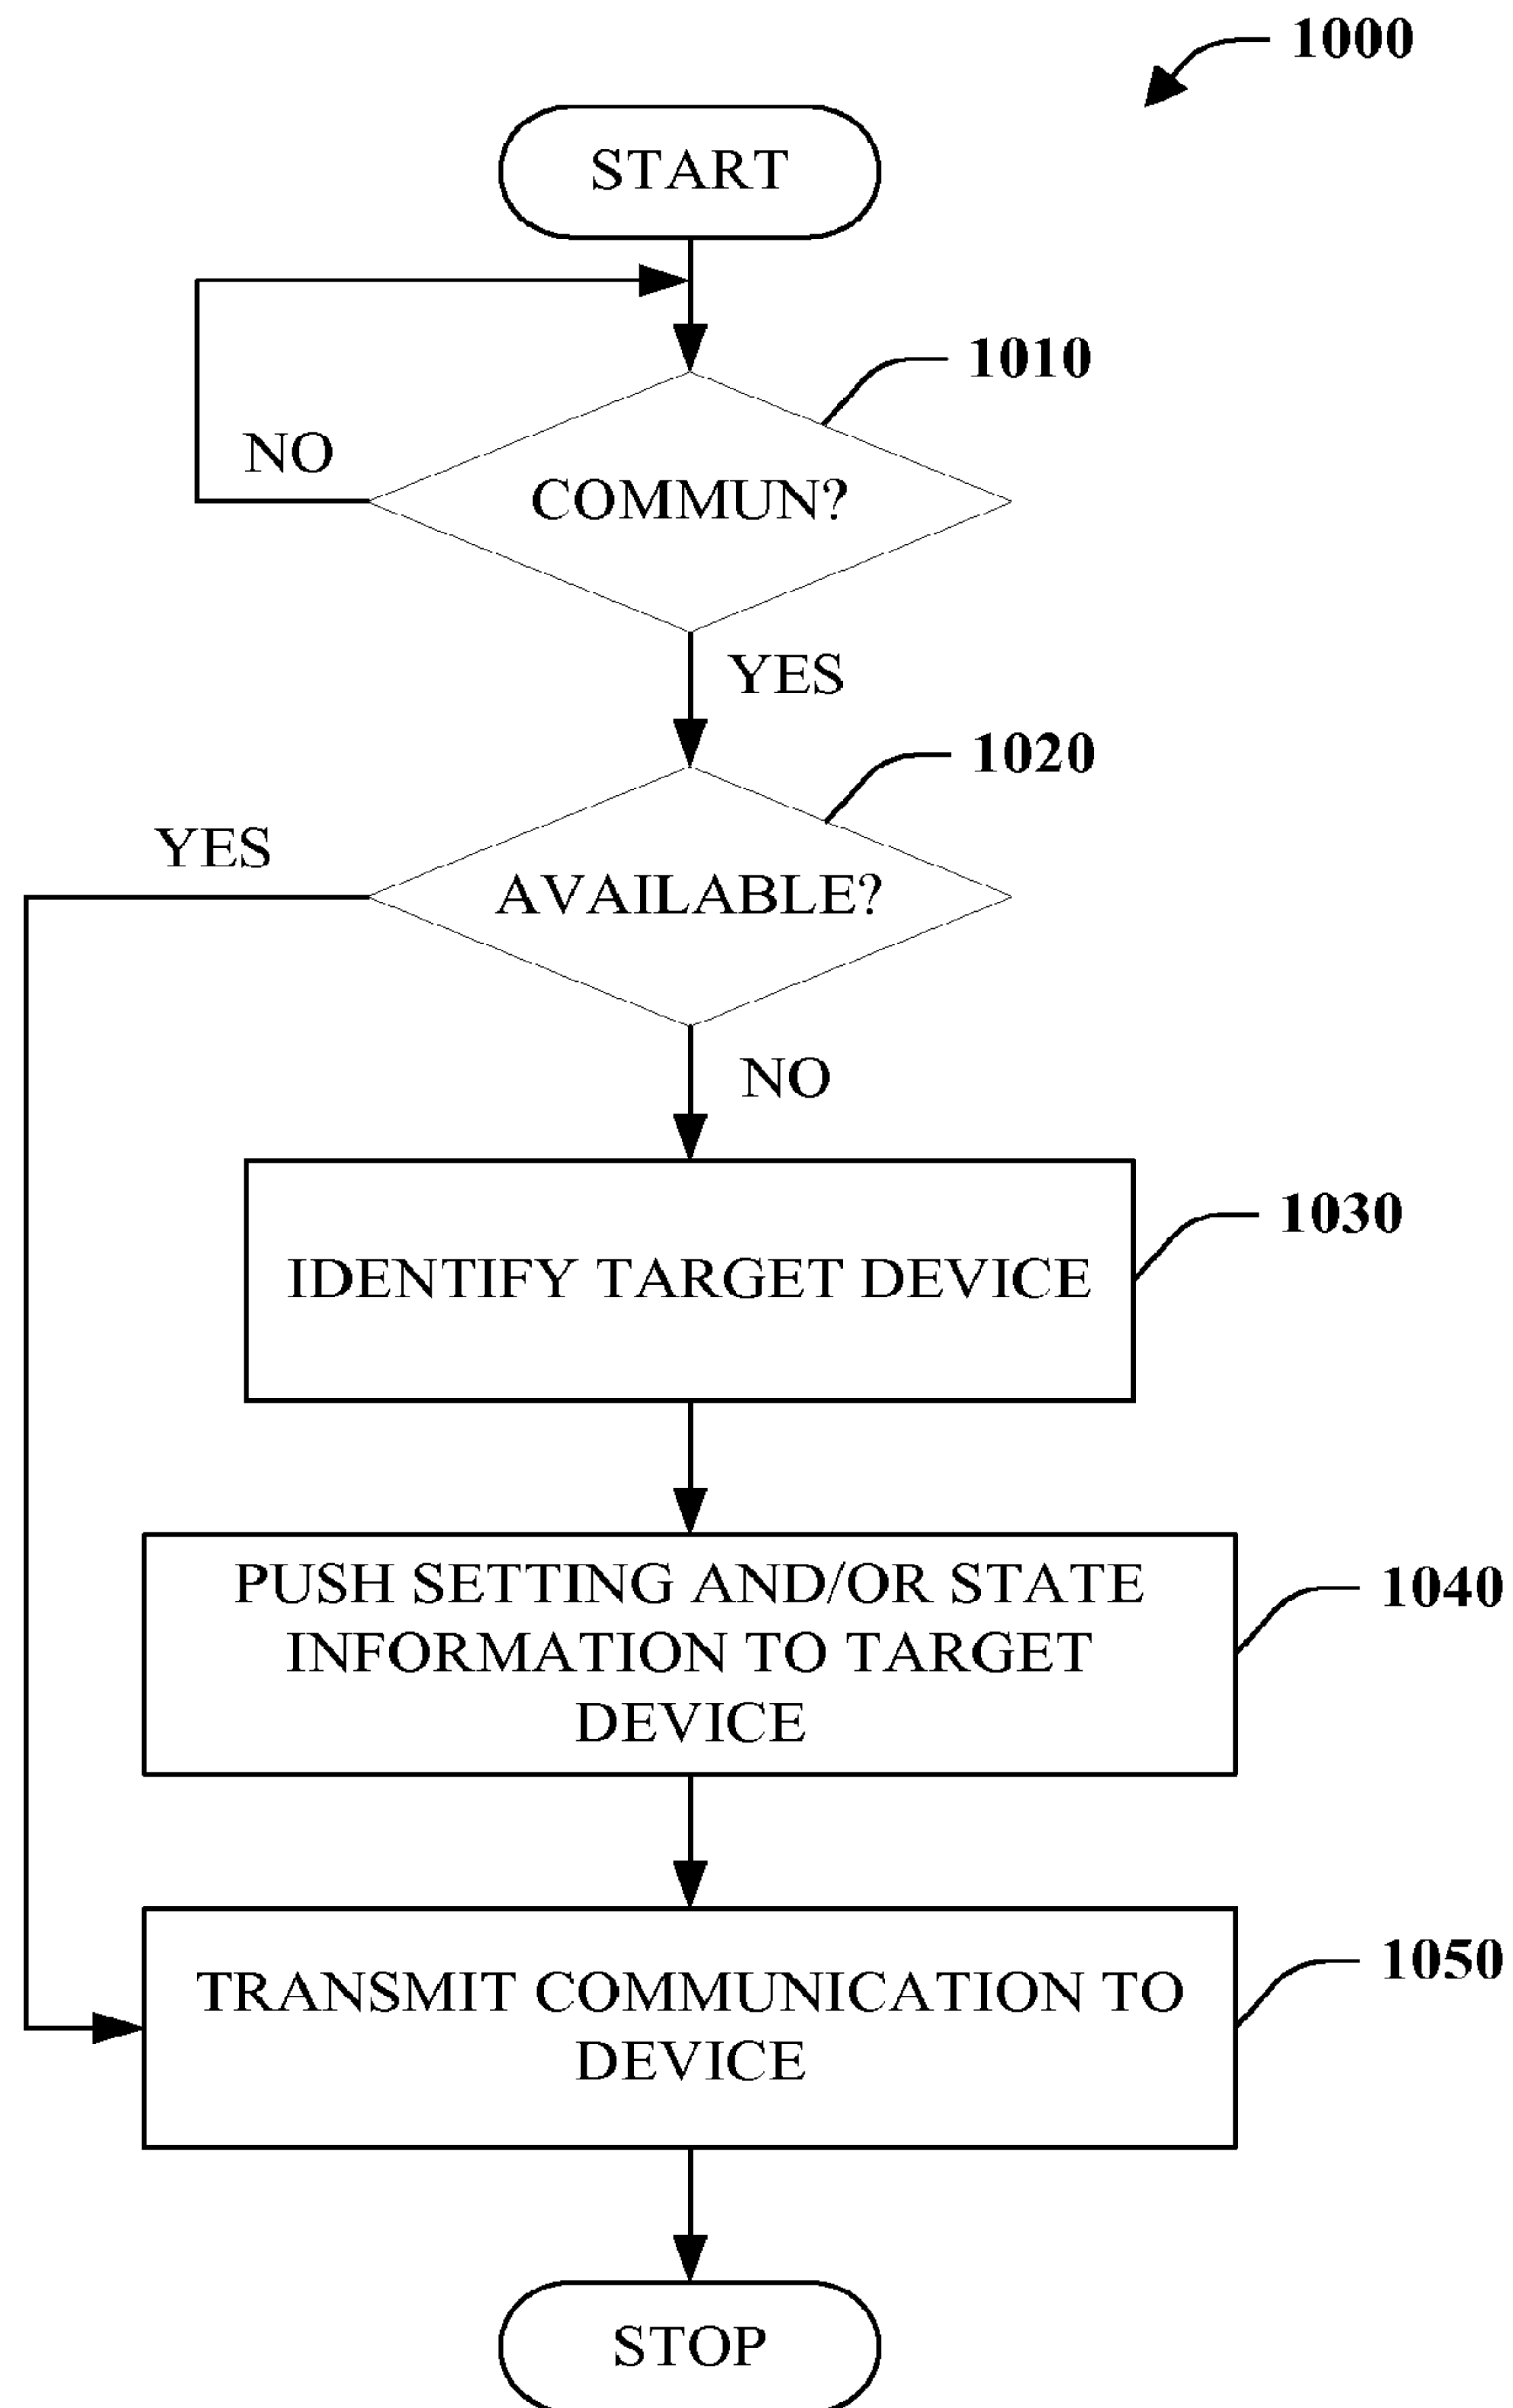 1000
START
1010
NO
COMMUN?
YES
1020
YES
AVAILABLE?
NO
1030
IDENTIFY TARGET DEVICE
1040
PUSH SETTING AND/OR STATE
INFORMATION TO TARGET
DEVICE
1050
TRANSMIT COMMUNICATION TO
DEVICE
STOP